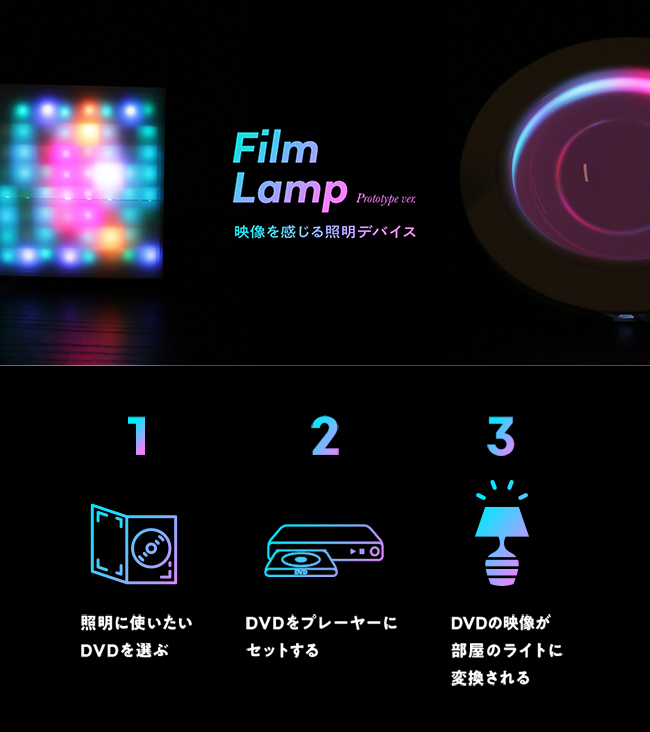 Film
Lamp Prototype ver.
映像を感じる照明デバイス
1
2
3
DVD
照明に使いたい
DVDを選ぶ
DVDをプレーヤーに
セットする
DVDの映像が
部屋のライトに
変換される